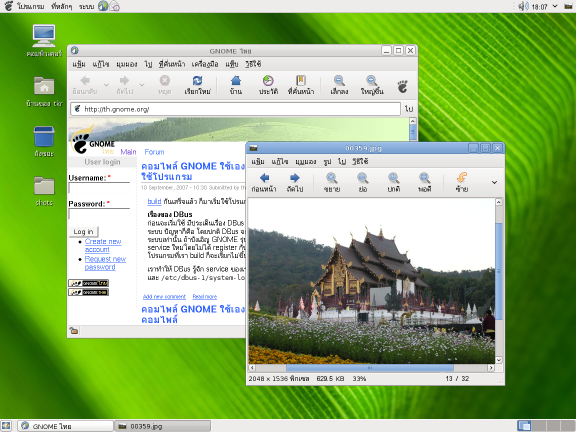 โปรแกรม ที่หลักๆ ระบบ
18:07
คอมพิวเตอร์
บ้านของ tkr
ถังขยะ
shots
GNOME ไทย
แฟ้ม แก้ไข มุมมอง ไป ที่คั่นหน้า เครื่องมือ แท็บ วิธีใช้
ย้อนกลับ ถัดไป หยุด เรียกใหม่ บ้าน ประวัติ ที่คั่นหน้า เล็กลง ใหญ่ขึ้น
http://th.gnome.org/
ไป
GNOME
Main Forum
User login
Username: *
Password: *
Log in
Create new
account
Request new
password
คอมไพล์ GNOME ใช้เอง
ใช้โปรแกรม
10 September, 2007 - 10:30 Submitted by
build กันเสร็จแล้ว ก็มาเริ่มใช้โปรแกรม
เรื่องของ DBus
ก่อนจะเริ่มใช้ มีประเด็นเรื่อง DBus
ระบบ ปัญหาก็คือ โดยปกติ DBus
ระบบเท่านั้น ถ้าบังเอิญ GNOME
service ใหม่โดยไม่ได้ register
โปรแกรมที่เรา build ก็จะเรียกไม่
เราทำให้ DBus รู้จัก service ของ
และ /etc/dbus-1/system-lo
Add new comment Read more
คอมไพล์ GNOME ใช้เอง
คอมไพล์
00359.jpg
แฟ้ม แก้ไข มุมมอง รูป ไป วิธีใช้
ก่อนหน้า ถัดไป ขยาย ย่อ ปกติ พอดี ซ้าย
2048 x 1536 พิกเซล 629.5 KB 33% 13 / 32
GNOME ไทย
00359.jpg